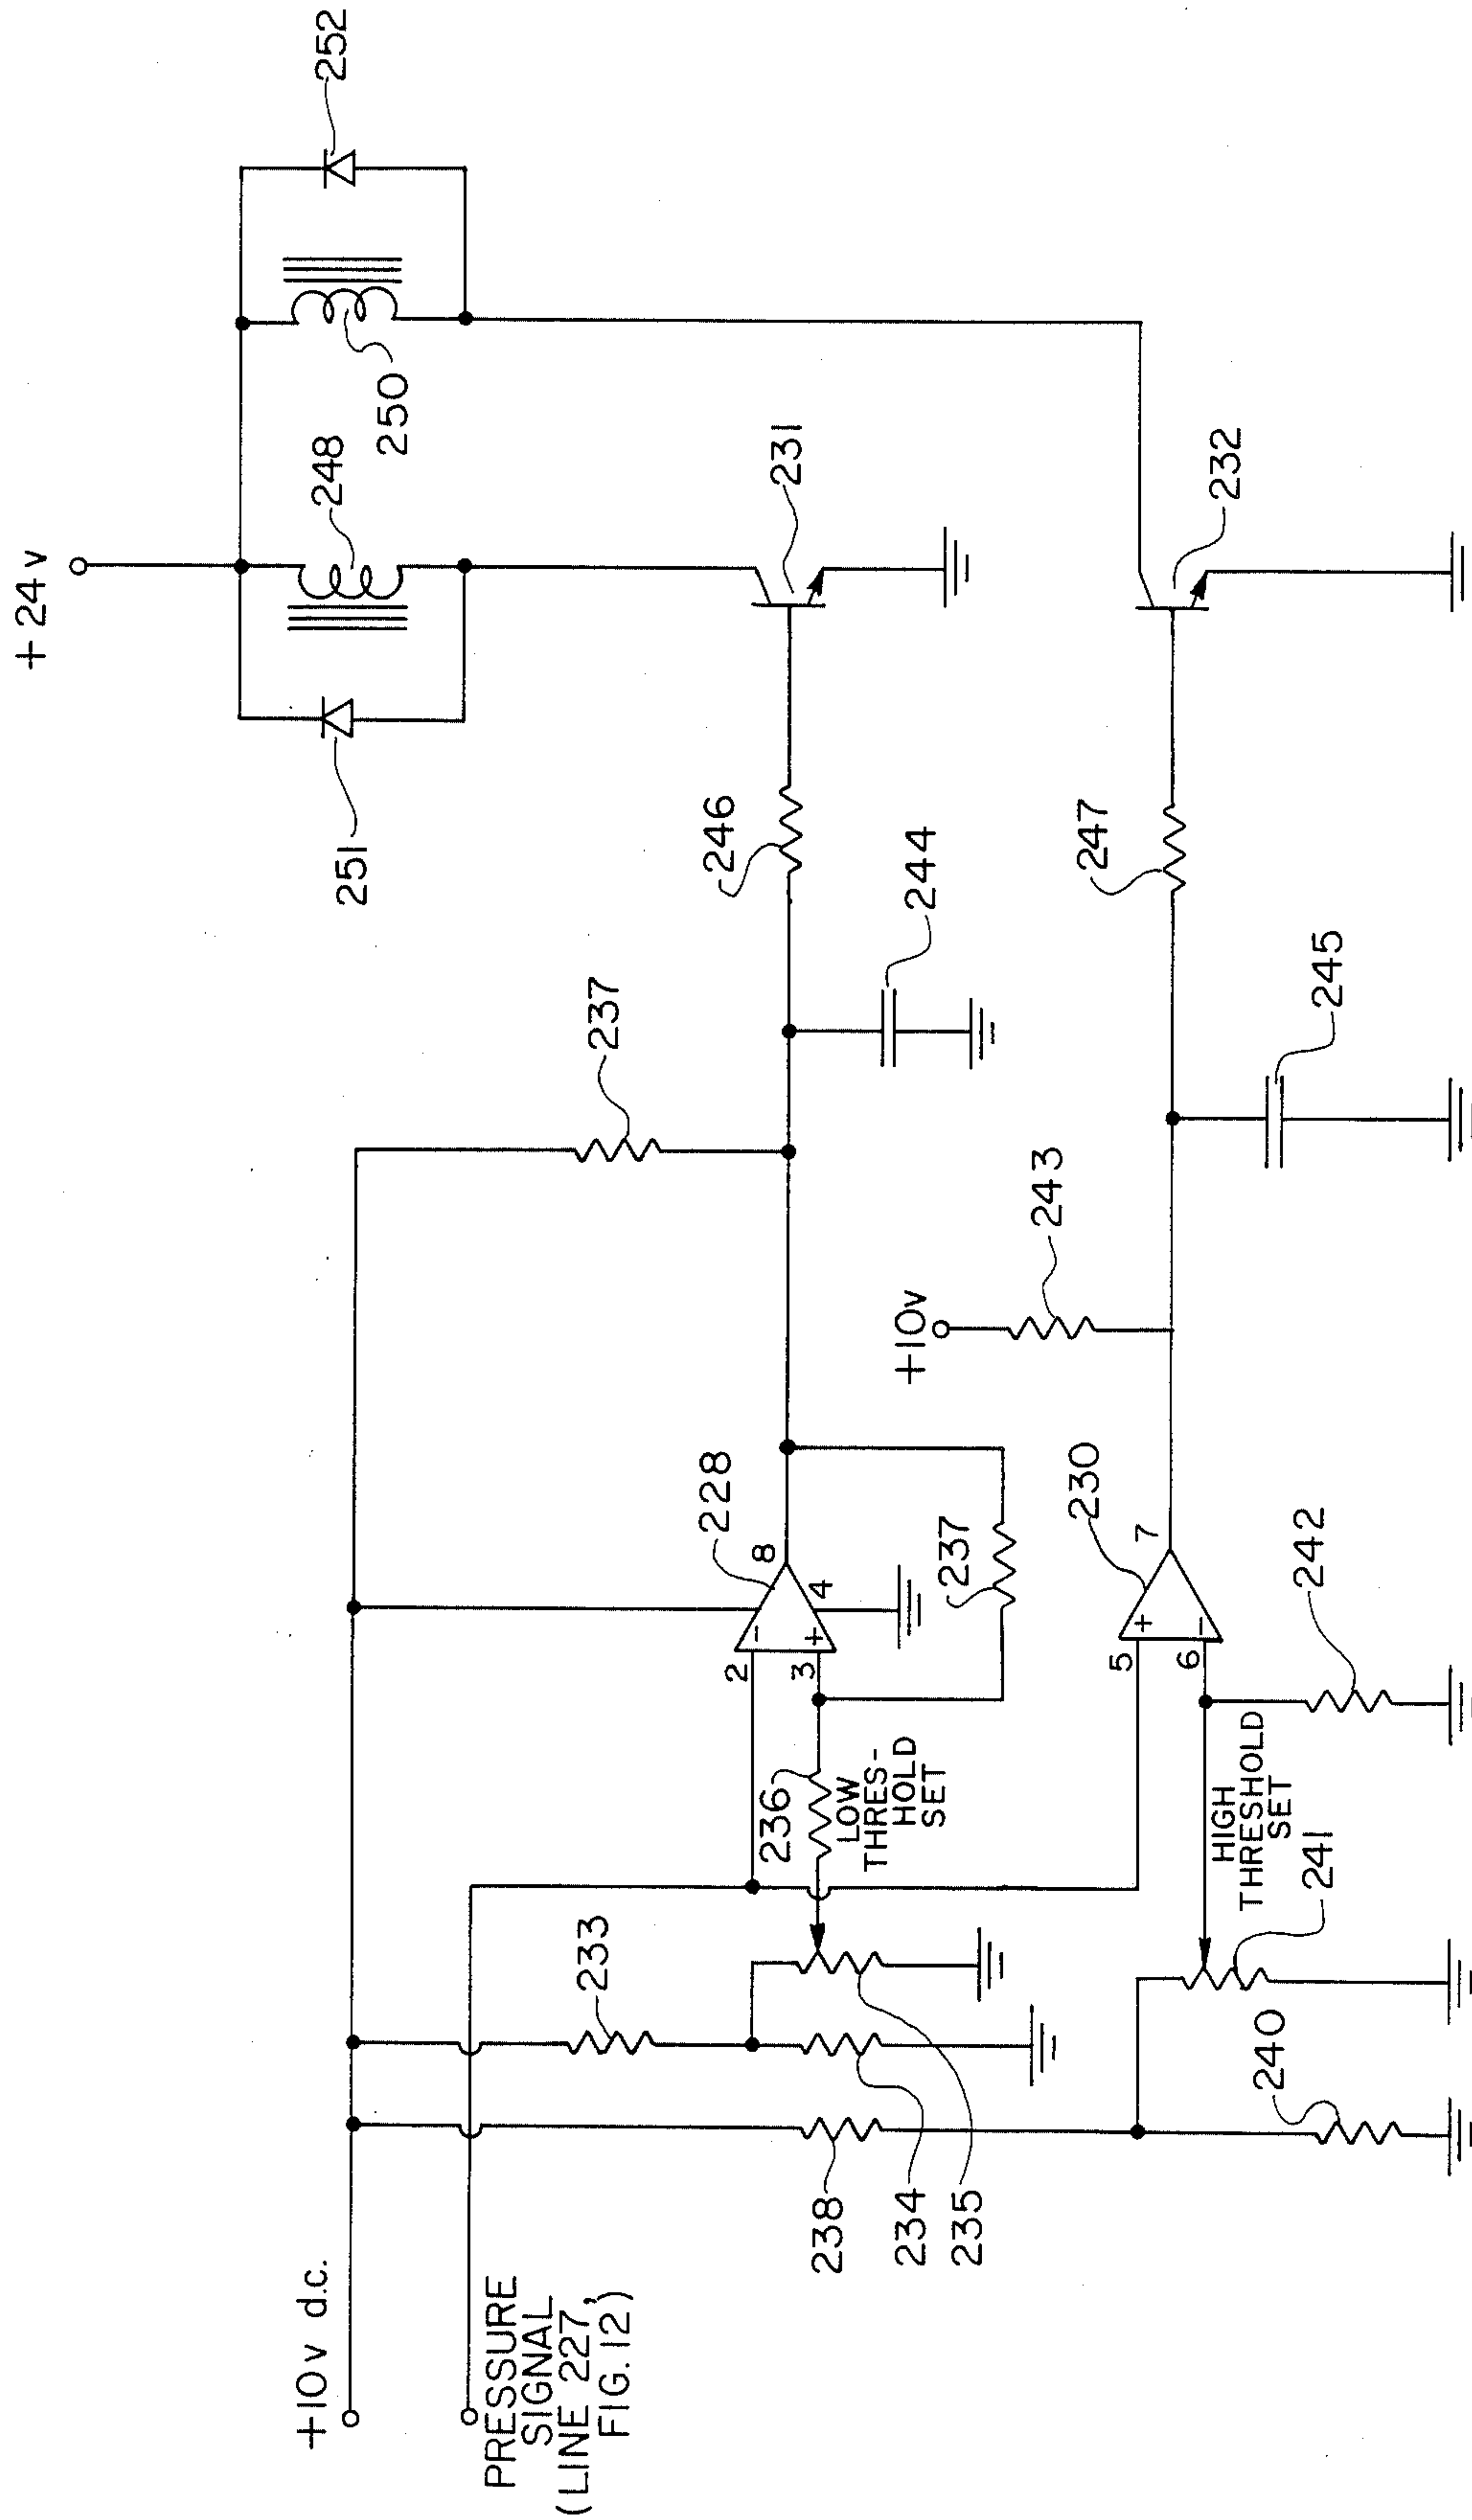 +24v
252
248
250
251
231
232
237
246
244
247
245
+10v
243
228
8
2
3
4
-
+
237
236
LOW
THRES-
HOLD
SET
230
7
5
6
+
-
242
HIGH
THRESHOLD
SET
241
233
240
238
234
235
+10v d.c.
PRESSURE
SIGNAL
(LINE 227,
FIG.12)